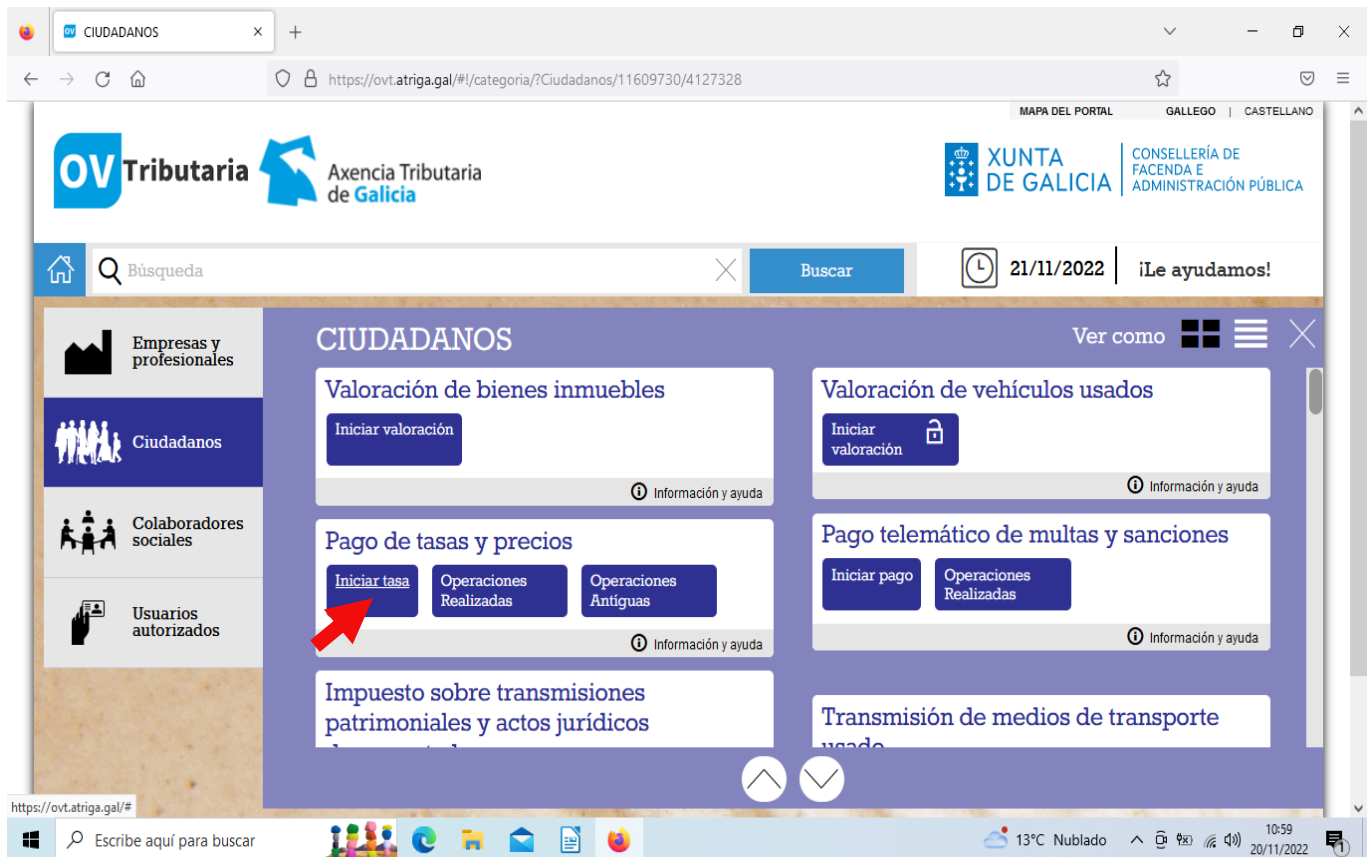 OV CIUDADANOS
https://ovt.atriga.gal/#!/categoria/?Ciudadanos/11609730/4127328
MAPA DEL PORTAL GALLEGO | CASTELLANO
OV Tributaria
Axencia Tributaria
de Galicia
XUNTA
DE GALICIA
CONSELLERÍA DE
FACENDA E
ADMINISTRACIÓN PÚBLICA
Búsqueda
Buscar
21/11/2022
¡Le ayudamos!
Empresas y
profesionales
Ciudadanos
Colaboradores
sociales
Usuarios
autorizados
CIUDADANOS
Ver como
Valoración de bienes inmuebles
Iniciar valoración
Información y ayuda
Valoración de vehículos usados
Iniciar
valoración
Información y ayuda
Pago de tasas y precios
Iniciar tasa
Operaciones
Realizadas
Operaciones
Antiguas
Información y ayuda
Pago telemático de multas y sanciones
Iniciar pago
Operaciones
Realizadas
Información y ayuda
Impuesto sobre transmisiones
patrimoniales y actos jurídicos
Transmisión de medios de transporte
usado
https://ovt.atriga.gal/#
Escribe aquí para buscar
13°C Nublado
10:59
20/11/2022
1